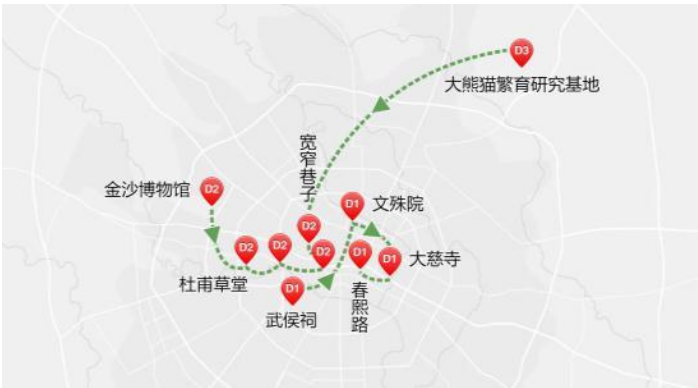 D3
大熊猫繁育研究基地
宽窄巷子
金沙博物馆
D2
D1
文殊院
D2
D2
D2
D2
D1
D1
大慈寺
杜甫草堂
D1
武侯祠
春熙路